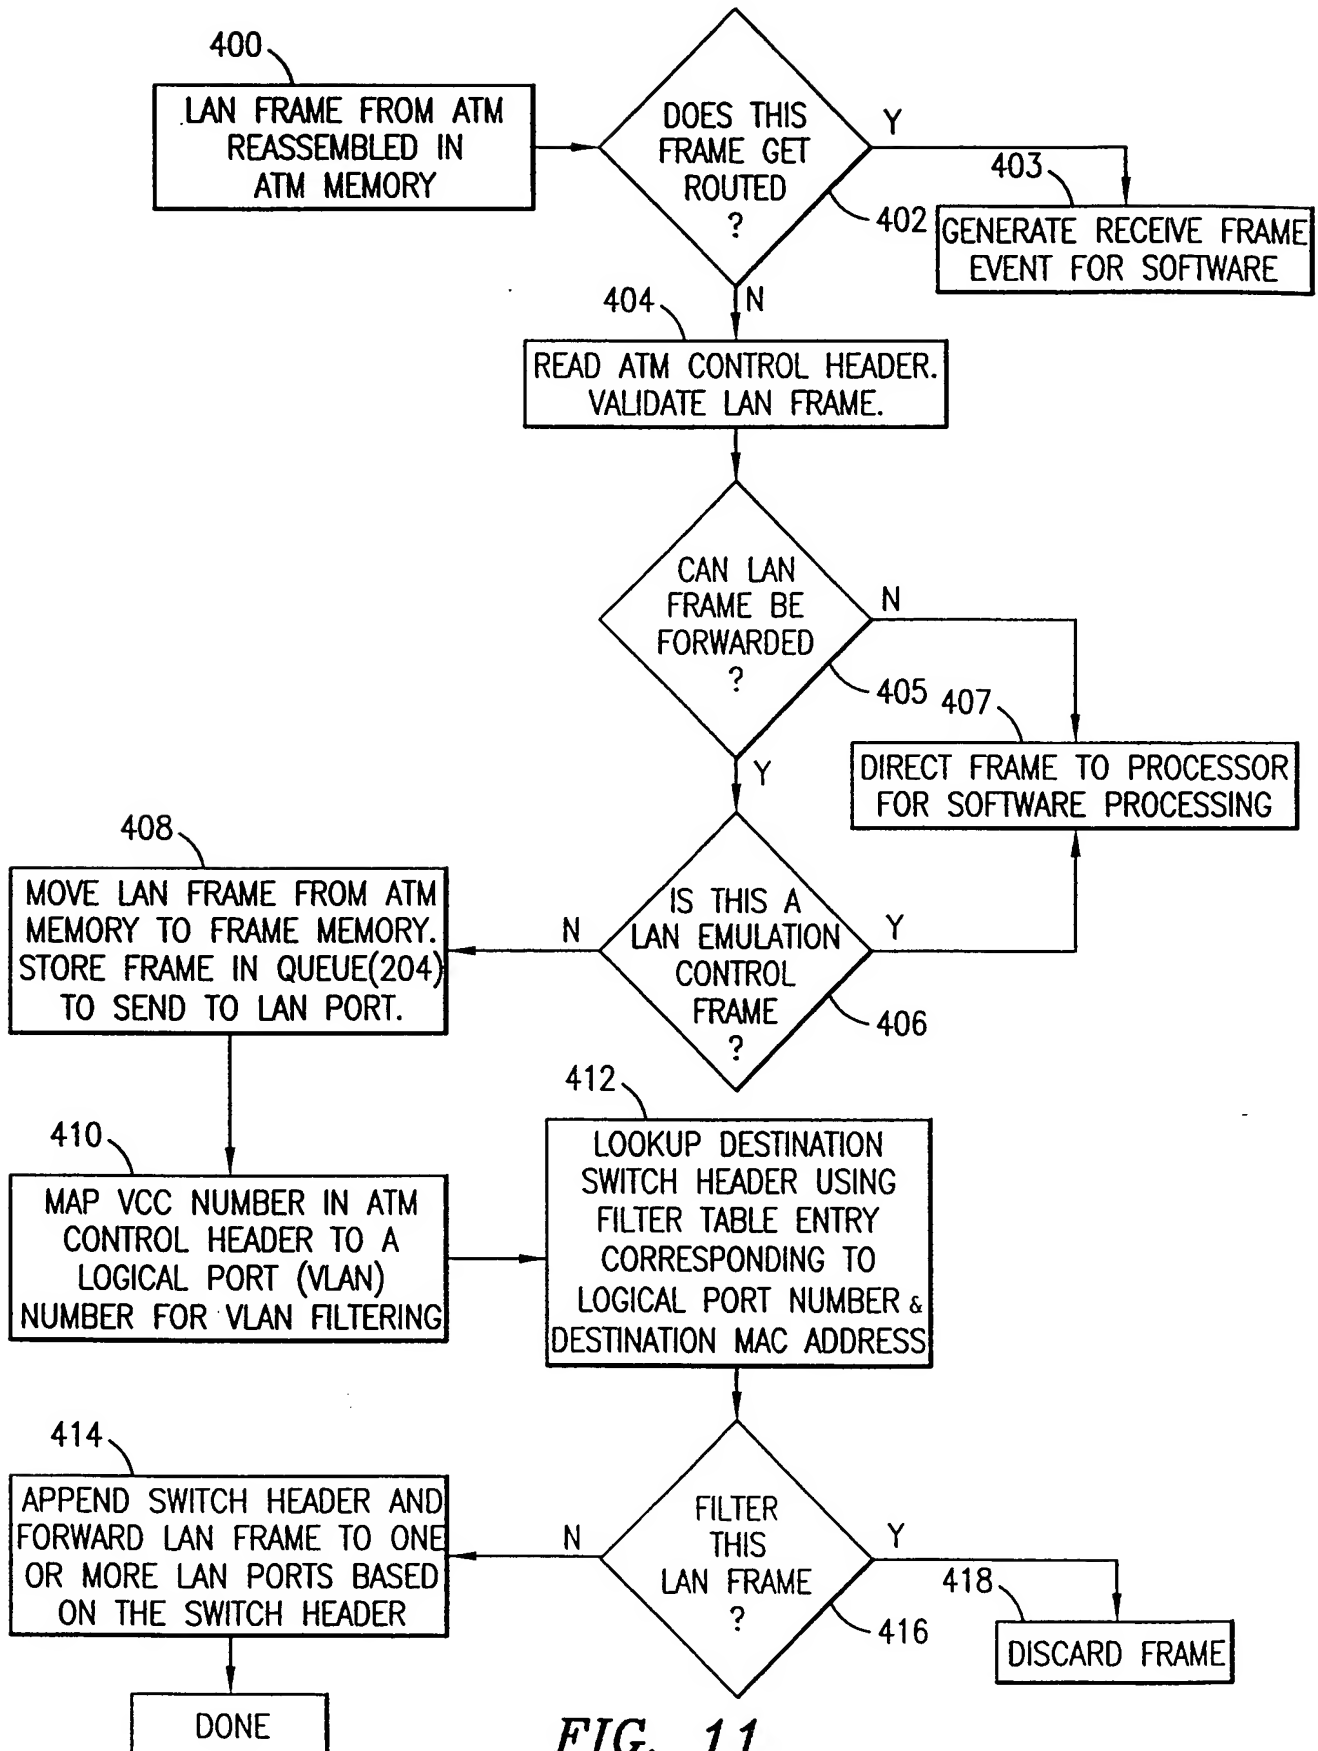 400
LAN FRAME FROM ATM
REASSEMBLED IN
ATM MEMORY
DOES THIS
FRAME GET
ROUTED
?
402
Y
403
GENERATE RECEIVE FRAME
EVENT FOR SOFTWARE
N
404
READ ATM CONTROL HEADER.
VALIDATE LAN FRAME.
CAN LAN
FRAME BE
FORWARDED
?
405
N
407
DIRECT FRAME TO PROCESSOR
FOR SOFTWARE PROCESSING
Y
IS THIS A
LAN EMULATION
CONTROL
FRAME
?
406
Y
N
408
MOVE LAN FRAME FROM ATM
MEMORY TO FRAME MEMORY.
STORE FRAME IN QUEUE(204)
TO SEND TO LAN PORT.
410
MAP VCC NUMBER IN ATM
CONTROL HEADER TO A
LOGICAL PORT (VLAN)
NUMBER FOR VLAN FILTERING
412
LOOKUP DESTINATION
SWITCH HEADER USING
FILTER TABLE ENTRY
CORRESPONDING TO
LOGICAL PORT NUMBER &
DESTINATION MAC ADDRESS
FILTER
THIS
LAN FRAME
?
416
Y
418
DISCARD FRAME
N
414
APPEND SWITCH HEADER AND
FORWARD LAN FRAME TO ONE
OR MORE LAN PORTS BASED
ON THE SWITCH HEADER
DONE
FIG. 11